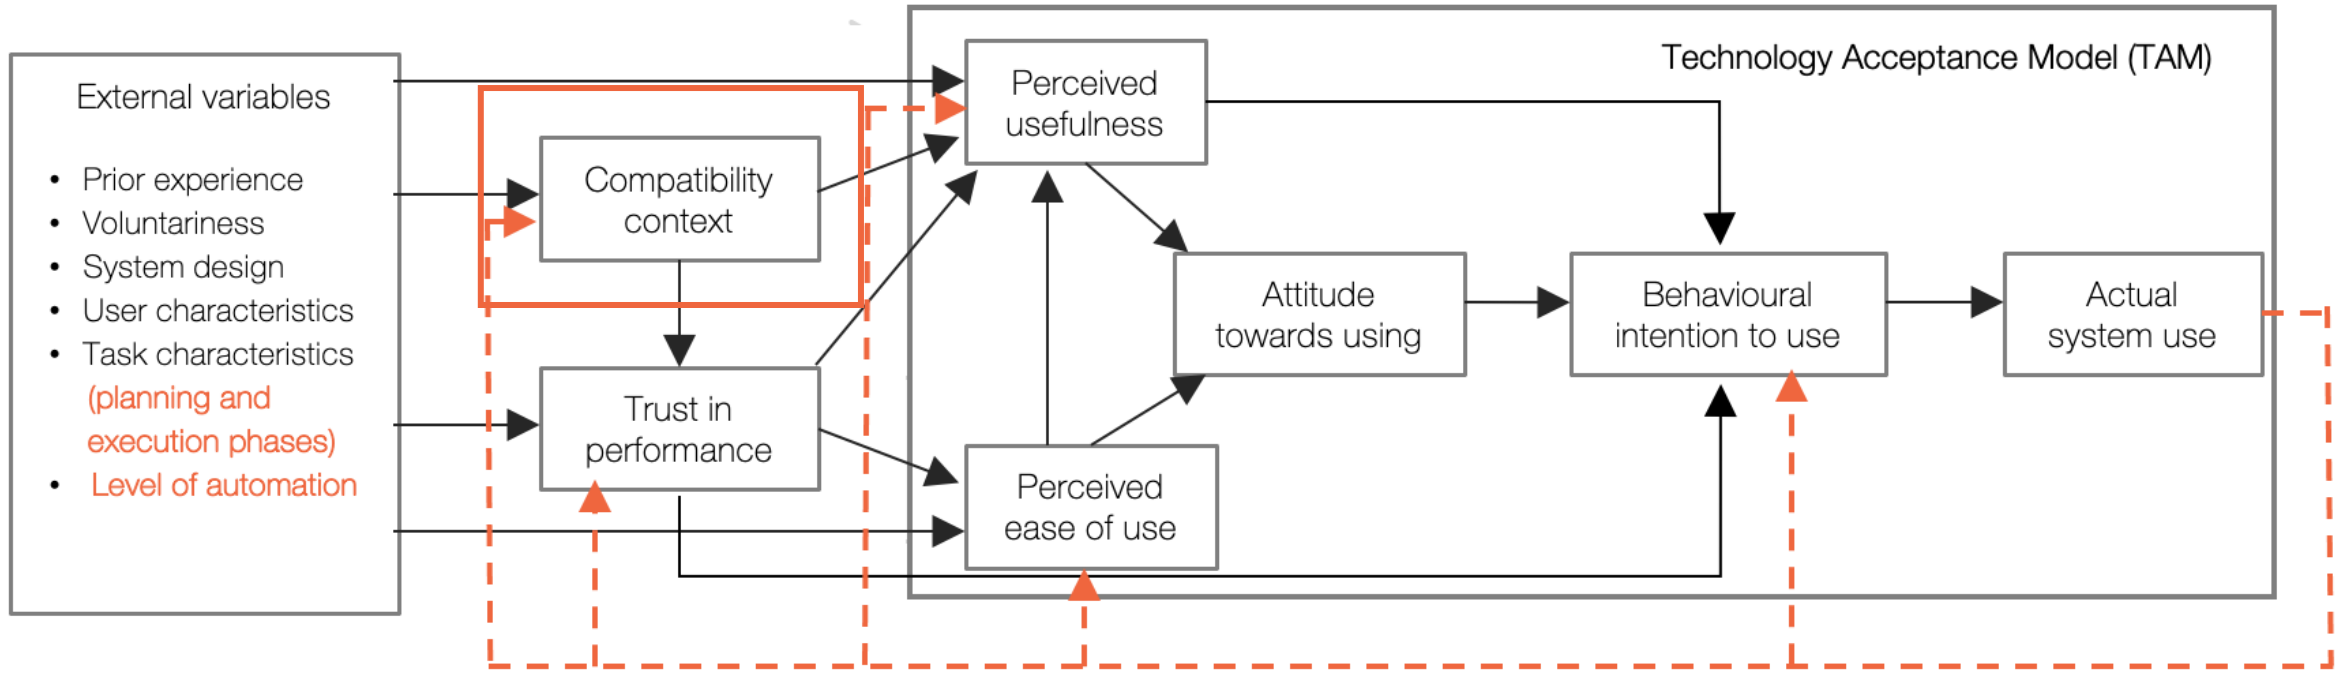 Technology Acceptance Model (TAM)
External variables
• Prior experience
• Voluntariness
• System design
• User characteristics
• Task characteristics
(planning and
execution phases)
• Level of automation
Compatibility
context
Trust in
performance
Perceived
usefulness
Perceived
ease of use
Attitude
towards using
Behavioural
intention to use
Actual
system use